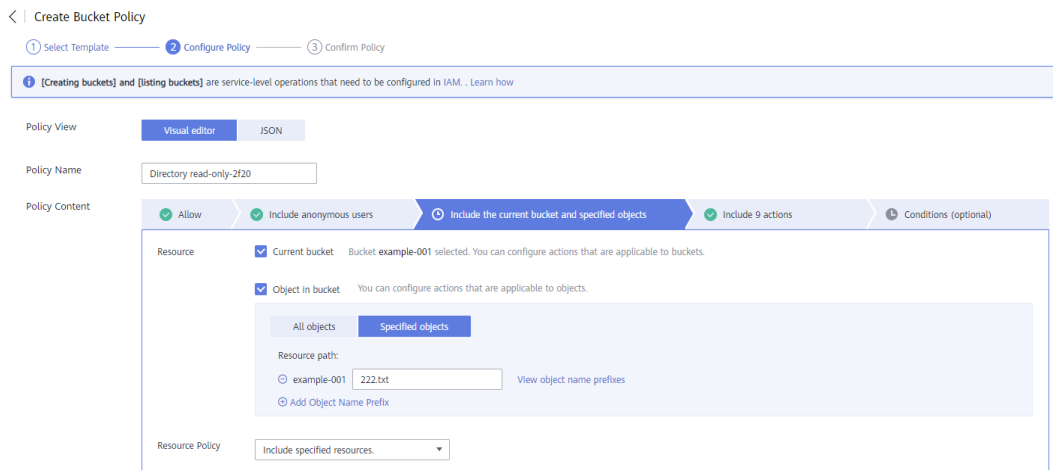 Create Bucket Policy
1 Select Template 2 Configure Policy 3 Confirm Policy
[Creating buckets] and [listing buckets] are service-level operations that need to be configured in IAM. . Learn how
Policy View Visual editor JSON
Policy Name Directory read-only-2f20
Policy Content Allow Include anonymous users Include the current bucket and specified objects Include 9 actions Conditions (optional)
Resource Current bucket Bucket example-001 selected. You can configure actions that are applicable to buckets.
Object in bucket You can configure actions that are applicable to objects.
All objects Specified objects
Resource path:
example-001 222.txt View object name prefixes
Add Object Name Prefix
Resource Policy Include specified resources.